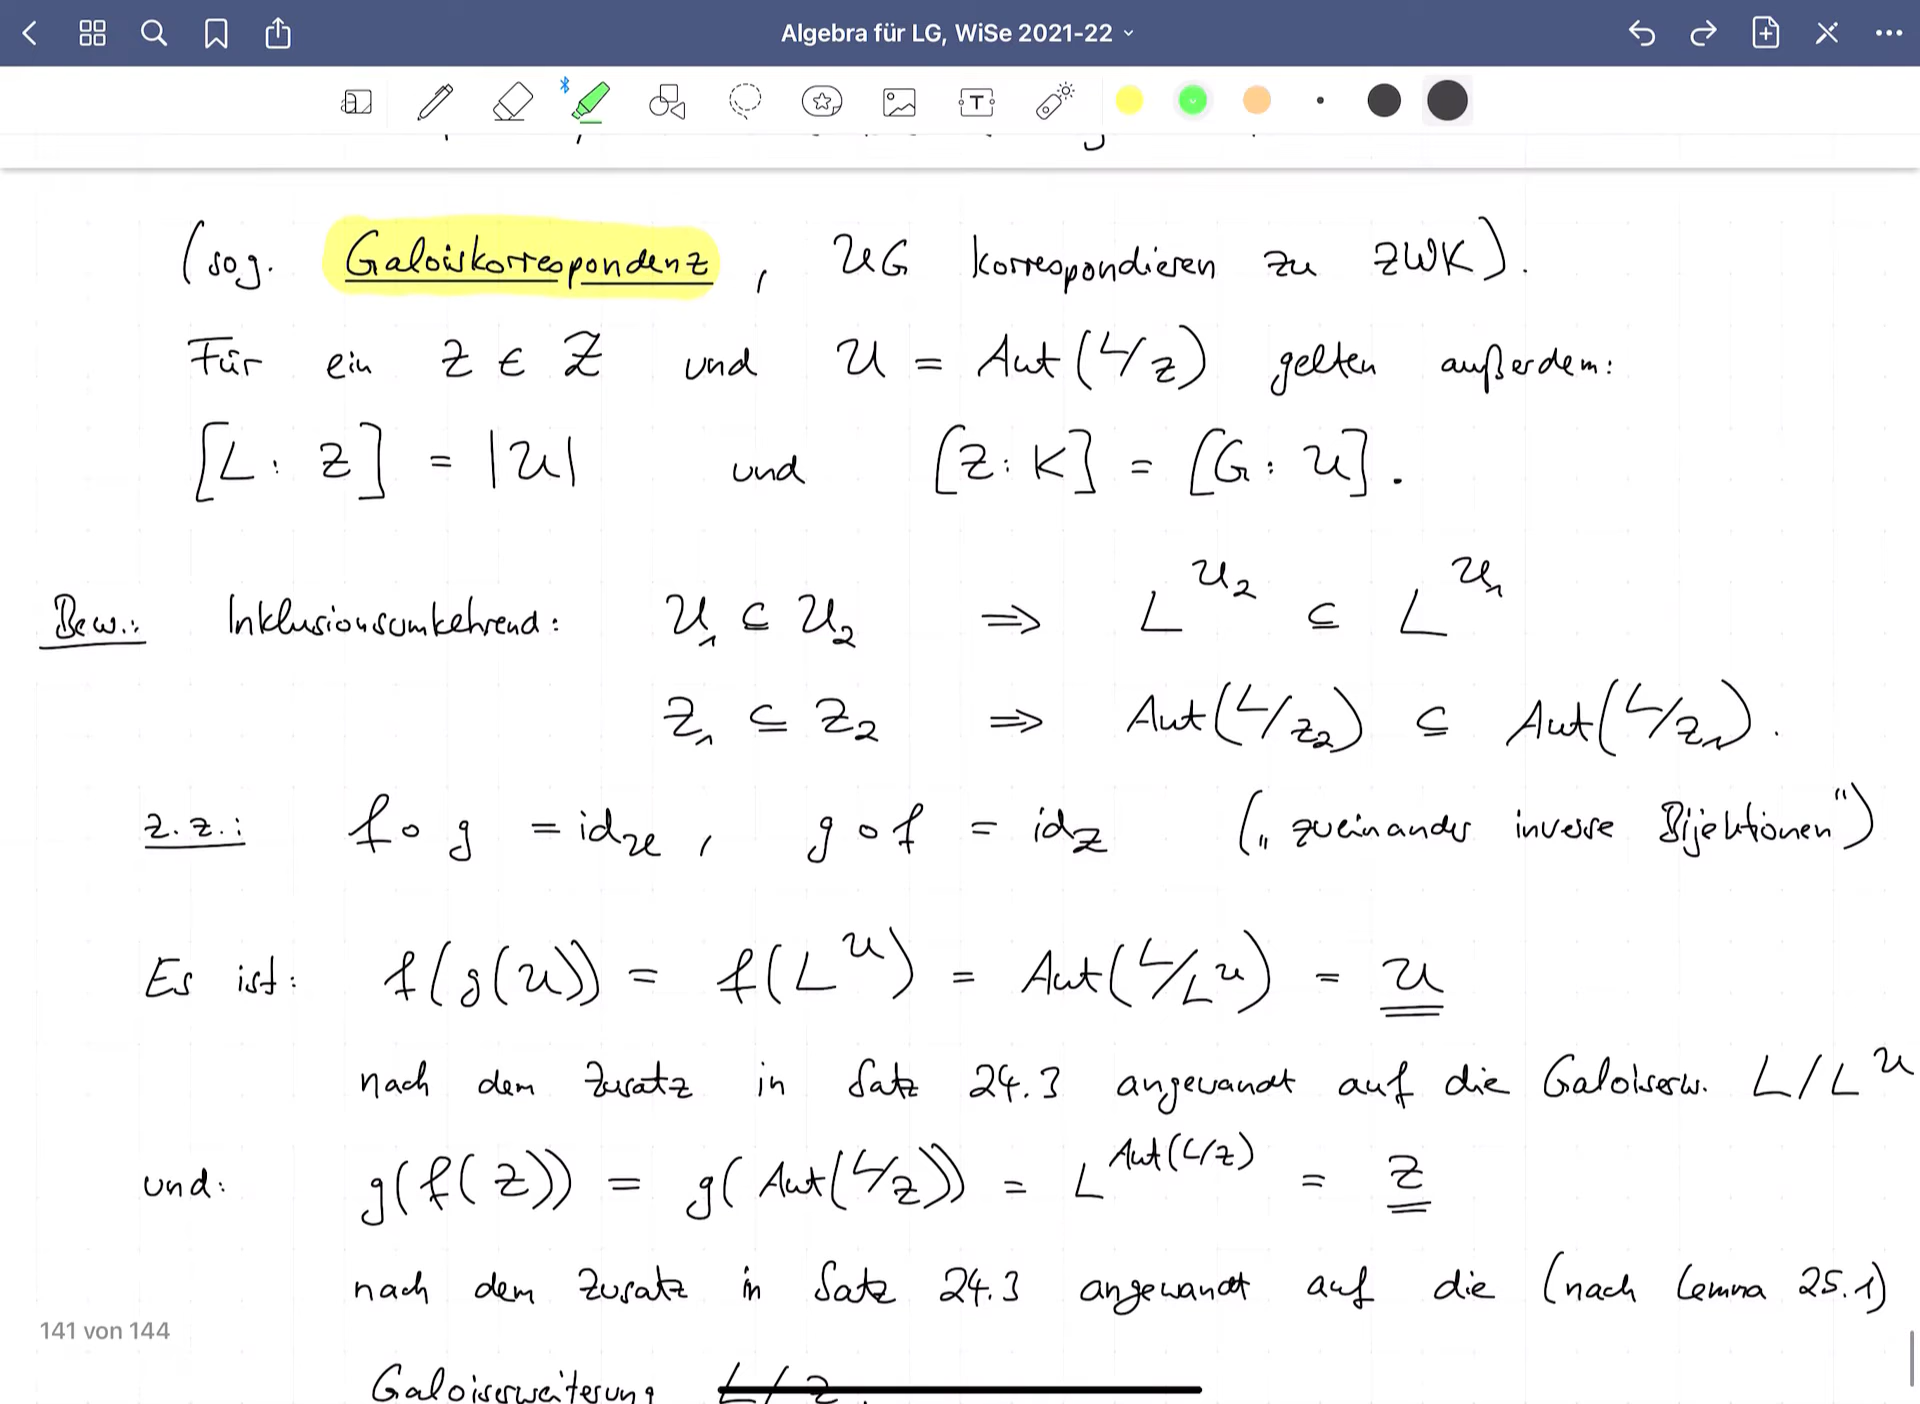 Algebra für LG, WiSe 2021-22
(sog. Galoiskorrespondenz, UG korrespondieren zu ZWK).
Für ein Z ∈ 𝒵 und U = Aut(L/Z) gelten außerdem:
[L : Z] = |U| und [Z : K] = [G : U].
Bew.: Inklusionsumkehrend: U₁ ⊆ U₂ ⇒ L^{U₂} ⊆ L^{U₁}
Z₁ ⊆ Z₂ ⇒ Aut(L/Z₂) ⊆ Aut(L/Z₁).
z.z.: f ∘ g = id_𝒰, g ∘ f = id_𝒵 („zueinander inverse Bijektionen")
Es ist: f(g(U)) = f(L^U) = Aut(L/L^U) = U
nach dem Zusatz in Satz 24.3 angewandt auf die Galoiserw. L/L^U
und: g(f(Z)) = g(Aut(L/Z)) = L^{Aut(L/Z)} = Z
nach dem Zusatz in Satz 24.3 angewandt auf die (nach Lemma 25.1)
141 von 144
Galoiserweiterung L/Z.